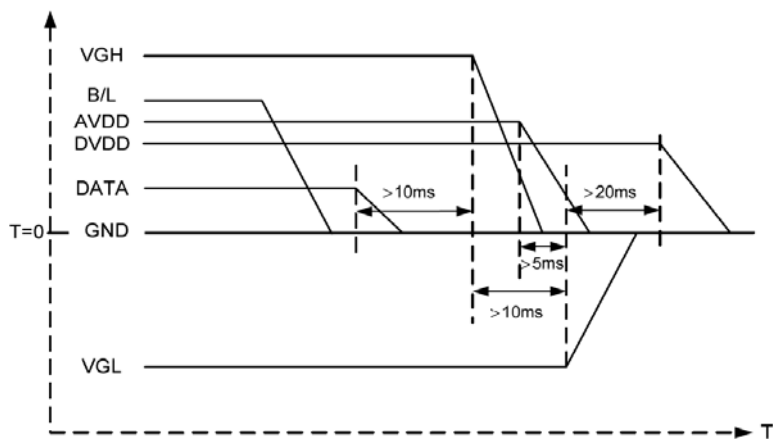 VGH
B/L
AVDD
DVDD
DATA
>10ms
>20ms
T=0
GND
>5ms
>10ms
VGL
T